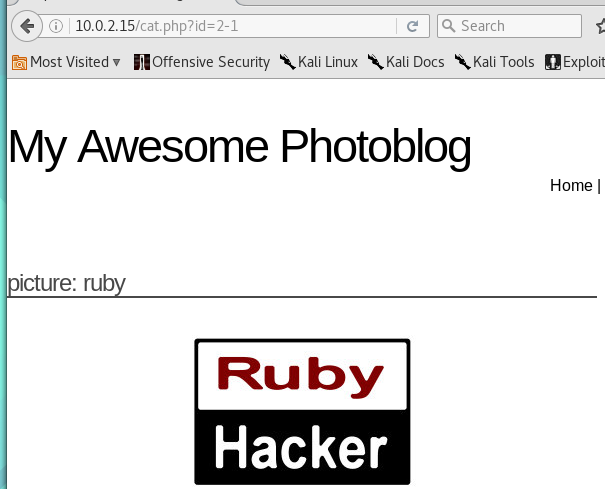 10.0.2.15/cat.php?id=2-1
Search
Most Visited
Offensive Security
Kali Linux
Kali Docs
Kali Tools
Exploit
My Awesome Photoblog
Home |
picture: ruby
Ruby
Hacker